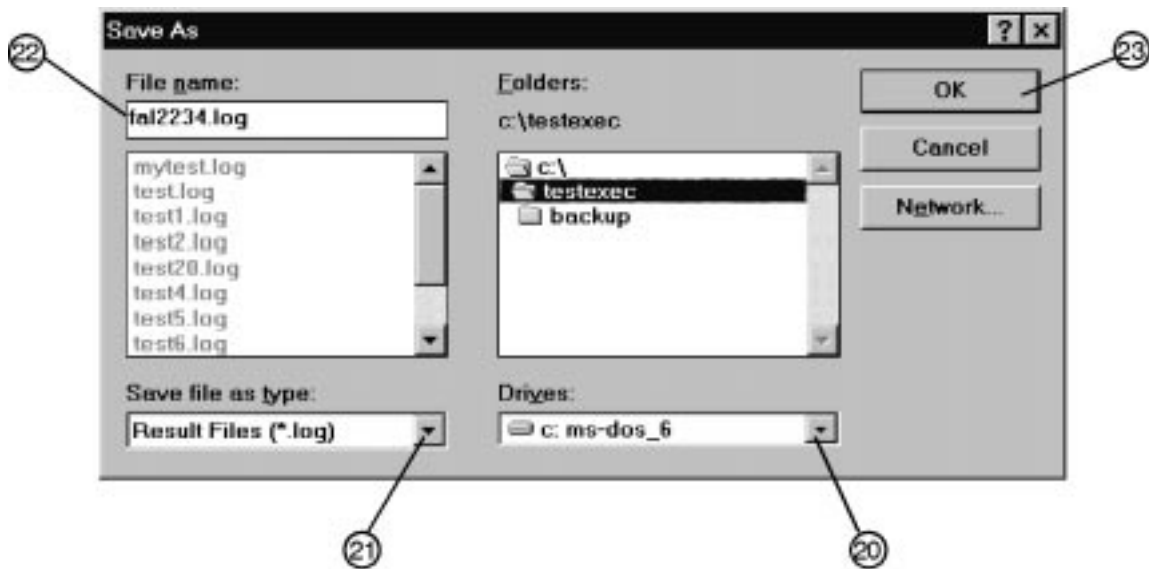 Save As
? ×
22
23
File name:
fal2234.log
mytest.log
test.log
test1.log
test2.log
test20.log
test4.log
test5.log
test6.log
Save file as type:
Result Files (*.log)
Folders:
c:\testexec
c:\
testexec
backup
Drives:
c: ms-dos_6
OK
Cancel
Network...
21
20